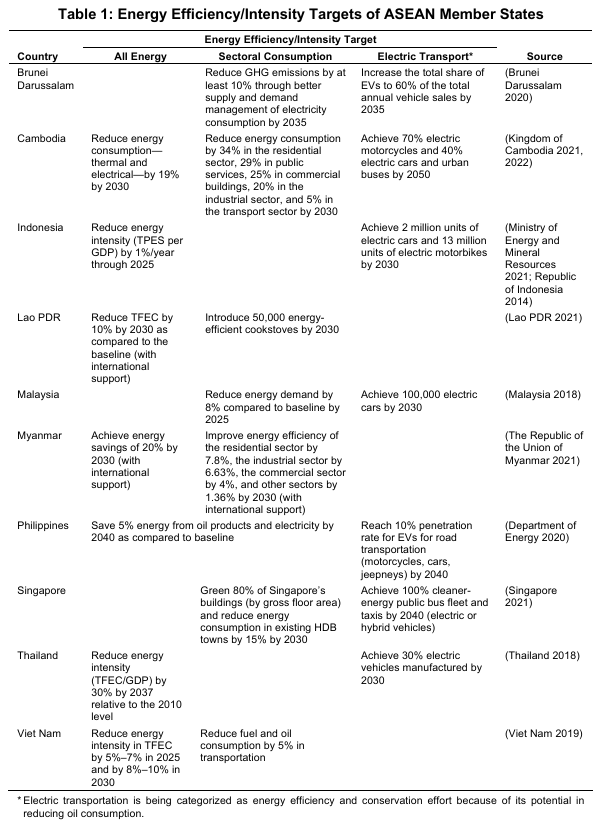 Table 1: Energy Efficiency/Intensity Targets of ASEAN Member States
Energy Efficiency/Intensity Target
Country All Energy Sectoral Consumption Electric Transport* Source
Brunei Darussalam
Reduce GHG emissions by at
least 10% through better
supply and demand
management of electricity
consumption by 2035
Increase the total share of
EVs to 60% of the total
annual vehicle sales by
2035
(Brunei
Darussalam
2020)
Cambodia
Reduce energy
consumption—
thermal and
electrical—by 19%
by 2030
Reduce energy consumption
by 34% in the residential
sector, 29% in public
services, 25% in commercial
buildings, 20% in the
industrial sector, and 5% in
the transport sector by 2030
Achieve 70% electric
motorcycles and 40%
electric cars and urban
buses by 2050
(Kingdom of
Cambodia 2021,
2022)
Indonesia
Reduce energy
intensity (TPES per
GDP) by 1%/year
through 2025
Achieve 2 million units of
electric cars and 13 million
units of electric motorbikes
by 2030
(Ministry of
Energy and
Mineral
Resources
2021; Republic
of Indonesia
2014)
Lao PDR
Reduce TFEC by
10% by 2030 as
compared to the
baseline (with
international
support)
Introduce 50,000 energy-
efficient cookstoves by 2030
(Lao PDR 2021)
Malaysia
Reduce energy demand by
8% compared to baseline by
2025
Achieve 100,000 electric
cars by 2030
(Malaysia 2018)
Myanmar
Achieve energy
savings of 20% by
2030 (with
international
support)
Improve energy efficiency of
the residential sector by
7.8%, the industrial sector by
6.63%, the commercial sector
by 4%, and other sectors by
1.36% by 2030 (with
international support)
(The Republic of
the Union of
Myanmar 2021)
Philippines
Save 5% energy from oil products and electricity by
2040 as compared to baseline
Reach 10% penetration
rate for EVs for road
transportation
(motorcycles, cars,
jeepneys) by 2040
(Department of
Energy 2020)
Singapore
Green 80% of Singapore's
buildings (by gross floor area)
and reduce energy
consumption in existing HDB
towns by 15% by 2030
Achieve 100% cleaner-
energy public bus fleet and
taxis by 2040 (electric or
hybrid vehicles)
(Singapore
2021)
Thailand
Reduce energy
intensity
(TFEC/GDP) by
30% by 2037
relative to the 2010
level
Achieve 30% electric
vehicles manufactured by
2030
(Thailand 2018)
Viet Nam
Reduce energy
intensity in TFEC
by 5%–7% in 2025
and by 8%–10% in
2030
Reduce fuel and oil
consumption by 5% in
transportation
(Viet Nam 2019)
* Electric transportation is being categorized as energy efficiency and conservation effort because of its potential in
reducing oil consumption.